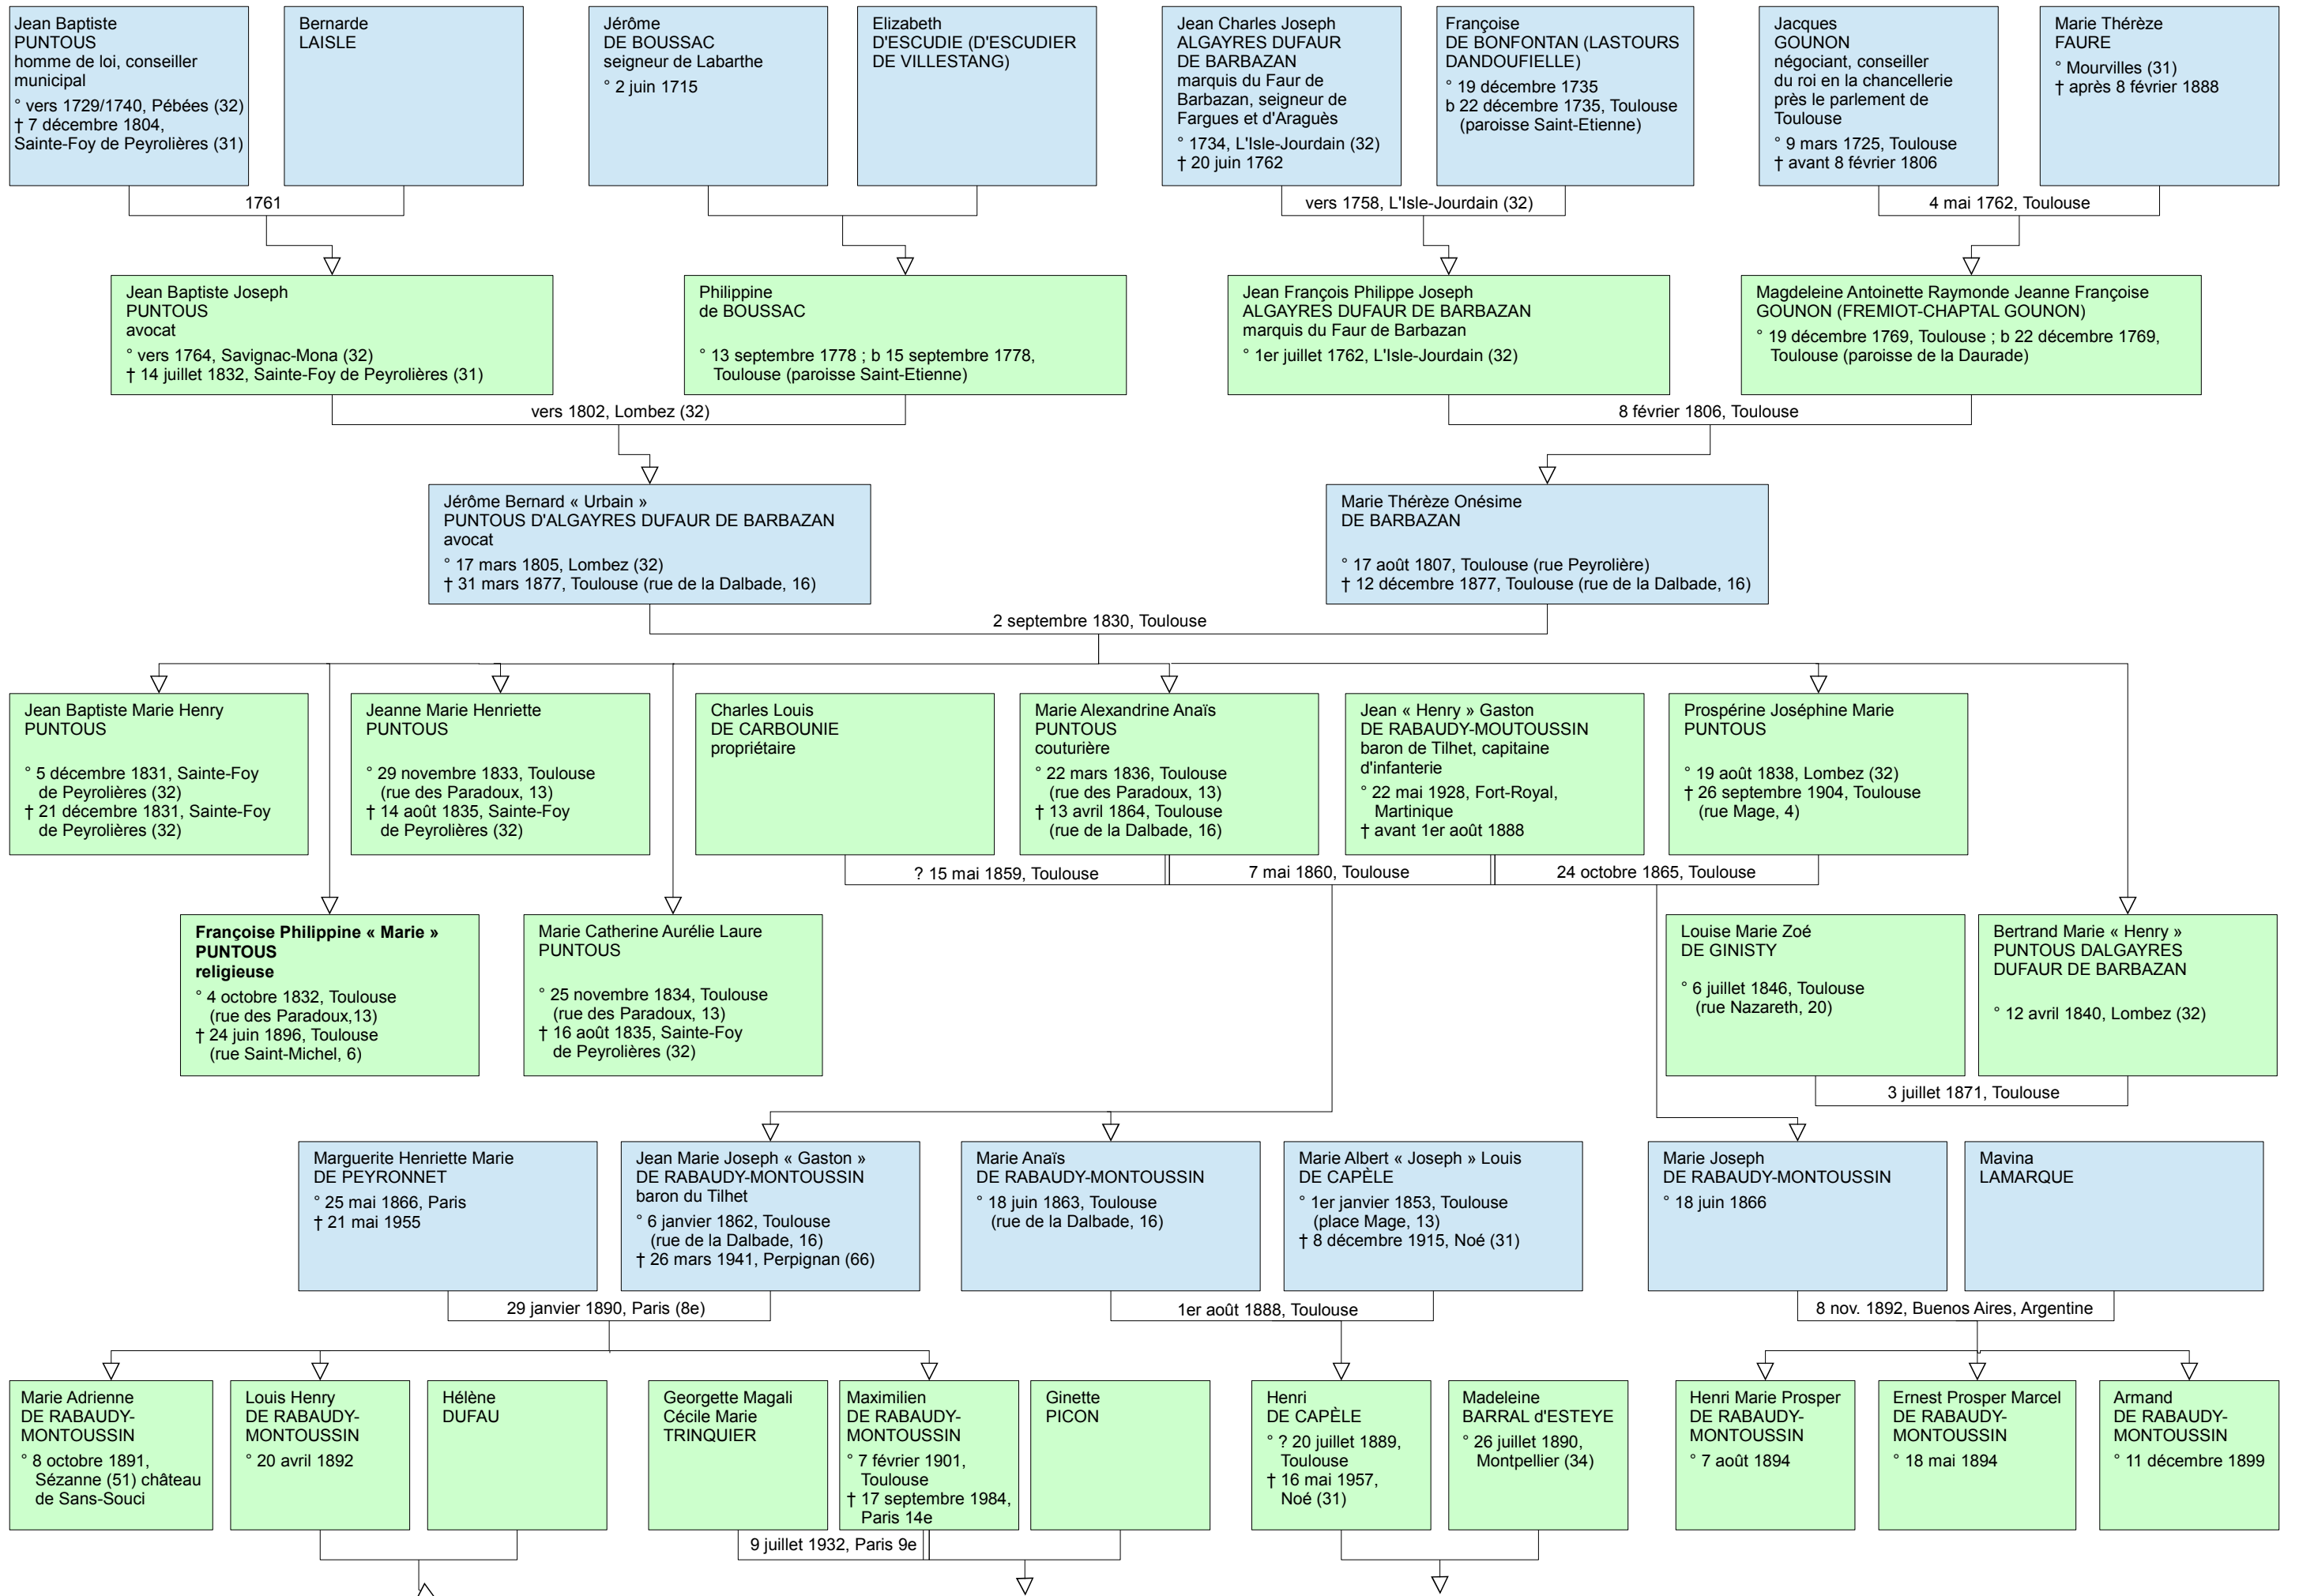 Jean Baptiste
PUNTOUS
homme de loi, conseiller
municipal
° vers 1729/1740, Pébées (32)
† 7 décembre 1804,
Sainte-Foy de Peyrolières (31)
Bernarde
LAISLE
Jérôme
DE BOUSSAC
seigneur de Labarthe
° 2 juin 1715
Elizabeth
D'ESCUDIE (D'ESCUDIER
DE VILLESTANG)
Jean Charles Joseph
ALGAYRES DUFAUR
DE BARBAZAN
marquis du Faur de
Barbazan, seigneur de
Fargues et d'Araguès
° 1734, L'Isle-Jourdain (32)
† 20 juin 1762
Françoise
DE BONFONTAN (LASTOURS
DANDOUFIELLE)
° 19 décembre 1735
b 22 décembre 1735, Toulouse
(paroisse Saint-Etienne)
Jacques
GOUNON
négociant, conseiller
du roi en la chancellerie
près le parlement de
Toulouse
° 9 mars 1725, Toulouse
† avant 8 février 1806
Marie Thérèze
FAURE
° Mourvilles (31)
† après 8 février 1888
1761
vers 1758, L'Isle-Jourdain (32)
4 mai 1762, Toulouse
Jean Baptiste Joseph
PUNTOUS
avocat
° vers 1764, Savignac-Mona (32)
† 14 juillet 1832, Sainte-Foy de Peyrolières (31)
Philippine
de BOUSSAC
° 13 septembre 1778 ; b 15 septembre 1778,
Toulouse (paroisse Saint-Etienne)
Jean François Philippe Joseph
ALGAYRES DUFAUR DE BARBAZAN
marquis du Faur de Barbazan
° 1er juillet 1762, L'Isle-Jourdain (32)
Magdeleine Antoinette Raymonde Jeanne Françoise
GOUNON (FREMIOT-CHAPTAL GOUNON)
° 19 décembre 1769, Toulouse ; b 22 décembre 1769,
Toulouse (paroisse de la Daurade)
vers 1802, Lombez (32)
8 février 1806, Toulouse
Jérôme Bernard « Urbain »
PUNTOUS D'ALGAYRES DUFAUR DE BARBAZAN
avocat
° 17 mars 1805, Lombez (32)
† 31 mars 1877, Toulouse (rue de la Dalbade, 16)
Marie Thérèze Onésime
DE BARBAZAN
° 17 août 1807, Toulouse (rue Peyrolière)
† 12 décembre 1877, Toulouse (rue de la Dalbade, 16)
2 septembre 1830, Toulouse
Jean Baptiste Marie Henry
PUNTOUS
° 5 décembre 1831, Sainte-Foy
de Peyrolières (32)
† 21 décembre 1831, Sainte-Foy
de Peyrolières (32)
Jeanne Marie Henriette
PUNTOUS
° 29 novembre 1833, Toulouse
(rue des Paradoux, 13)
† 14 août 1835, Sainte-Foy
de Peyrolières (32)
Charles Louis
DE CARBOUNIE
propriétaire
Marie Alexandrine Anaïs
PUNTOUS
couturière
° 22 mars 1836, Toulouse
(rue des Paradoux, 13)
† 13 avril 1864, Toulouse
(rue de la Dalbade, 16)
Jean « Henry » Gaston
DE RABAUDY-MOUTOUSSIN
baron de Tilhet, capitaine
d'infanterie
° 22 mai 1928, Fort-Royal,
Martinique
† avant 1er août 1888
Prospérine Joséphine Marie
PUNTOUS
° 19 août 1838, Lombez (32)
† 26 septembre 1904, Toulouse
(rue Mage, 4)
? 15 mai 1859, Toulouse
7 mai 1860, Toulouse
24 octobre 1865, Toulouse
Françoise Philippine « Marie »
PUNTOUS
religieuse
° 4 octobre 1832, Toulouse
(rue des Paradoux,13)
† 24 juin 1896, Toulouse
(rue Saint-Michel, 6)
Marie Catherine Aurélie Laure
PUNTOUS
° 25 novembre 1834, Toulouse
(rue des Paradoux, 13)
† 16 août 1835, Sainte-Foy
de Peyrolières (32)
Louise Marie Zoé
DE GINISTY
° 6 juillet 1846, Toulouse
(rue Nazareth, 20)
Bertrand Marie « Henry »
PUNTOUS DALGAYRES
DUFAUR DE BARBAZAN
° 12 avril 1840, Lombez (32)
3 juillet 1871, Toulouse
Marguerite Henriette Marie
DE PEYRONNET
° 25 mai 1866, Paris
† 21 mai 1955
Jean Marie Joseph « Gaston »
DE RABAUDY-MONTOUSSIN
baron du Tilhet
° 6 janvier 1862, Toulouse
(rue de la Dalbade, 16)
† 26 mars 1941, Perpignan (66)
Marie Anaïs
DE RABAUDY-MONTOUSSIN
° 18 juin 1863, Toulouse
(rue de la Dalbade, 16)
Marie Albert « Joseph » Louis
DE CAPÈLE
° 1er janvier 1853, Toulouse
(place Mage, 13)
† 8 décembre 1915, Noé (31)
Marie Joseph
DE RABAUDY-MONTOUSSIN
° 18 juin 1866
Mavina
LAMARQUE
29 janvier 1890, Paris (8e)
1er août 1888, Toulouse
8 nov. 1892, Buenos Aires, Argentine
Marie Adrienne
DE RABAUDY-
MONTOUSSIN
° 8 octobre 1891,
Sézanne (51) château
de Sans-Souci
Louis Henry
DE RABAUDY-
MONTOUSSIN
° 20 avril 1892
Hélène
DUFAU
Georgette Magali
Cécile Marie
TRINQUIER
Maximilien
DE RABAUDY-
MONTOUSSIN
° 7 février 1901,
Toulouse
† 17 septembre 1984,
Paris 14e
Ginette
PICON
Henri
DE CAPÈLE
° ? 20 juillet 1889,
Toulouse
† 16 mai 1957,
Noé (31)
Madeleine
BARRAL d'ESTEYE
° 26 juillet 1890,
Montpellier (34)
Henri Marie Prosper
DE RABAUDY-
MONTOUSSIN
° 7 août 1894
Ernest Prosper Marcel
DE RABAUDY-
MONTOUSSIN
° 18 mai 1894
Armand
DE RABAUDY-
MONTOUSSIN
° 11 décembre 1899
9 juillet 1932, Paris 9e